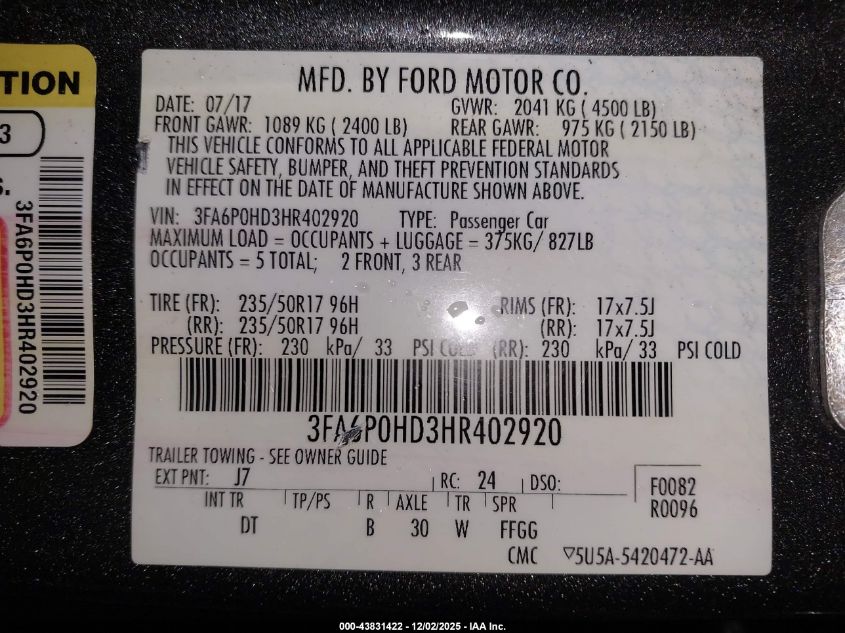 TION
3
S.
3FA6P0HD3HR402920
MFD. BY FORD MOTOR CO.
DATE: 07/17 GVWR: 2041 KG ( 4500 LB)
FRONT GAWR: 1089 KG ( 2400 LB) REAR GAWR: 975 KG ( 2150 LB)
THIS VEHICLE CONFORMS TO ALL APPLICABLE FEDERAL MOTOR
VEHICLE SAFETY, BUMPER, AND THEFT PREVENTION STANDARDS
IN EFFECT ON THE DATE OF MANUFACTURE SHOWN ABOVE.
VIN: 3FA6P0HD3HR402920 TYPE: Passenger Car
MAXIMUM LOAD = OCCUPANTS + LUGGAGE = 375KG/ 827LB
OCCUPANTS = 5 TOTAL; 2 FRONT, 3 REAR
TIRE (FR): 235/50R17 96H RIMS (FR): 17x7.5J
(RR): 235/50R17 96H (RR): 17x7.5J
PRESSURE (FR): 230 kPa/ 33 PSI COLD (RR): 230 kPa/ 33 PSI COLD
3FA6P0HD3HR402920
TRAILER TOWING - SEE OWNER GUIDE
EXT PNT: J7 RC: 24 DSO: F0082
INT TR TP/PS R AXLE TR SPR R0096
DT B 30 W FFGG
CMC ▽5U5A-5420472-AA
000-43831422 - 12/02/2025 - IAA Inc.